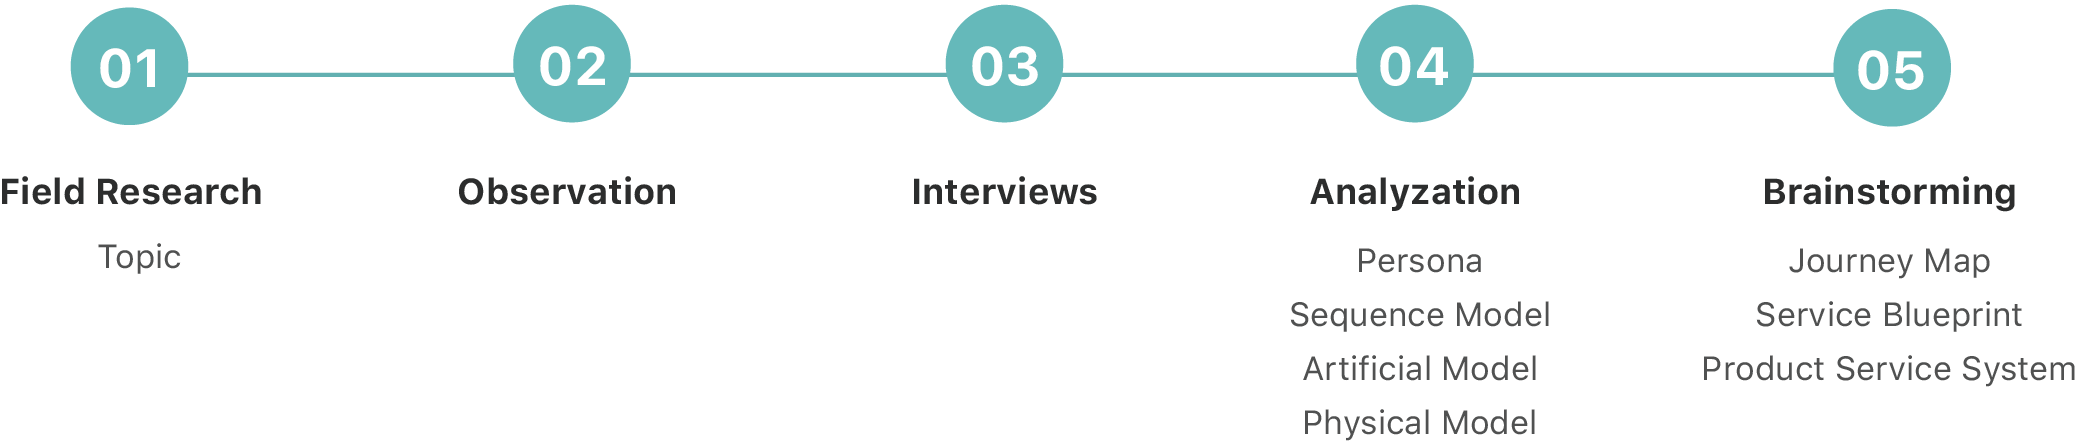 01
02
03
04
05
Field Research
Topic
Observation
Interviews
Analyzation
Persona
Sequence Model
Artificial Model
Physical Model
Brainstorming
Journey Map
Service Blueprint
Product Service System